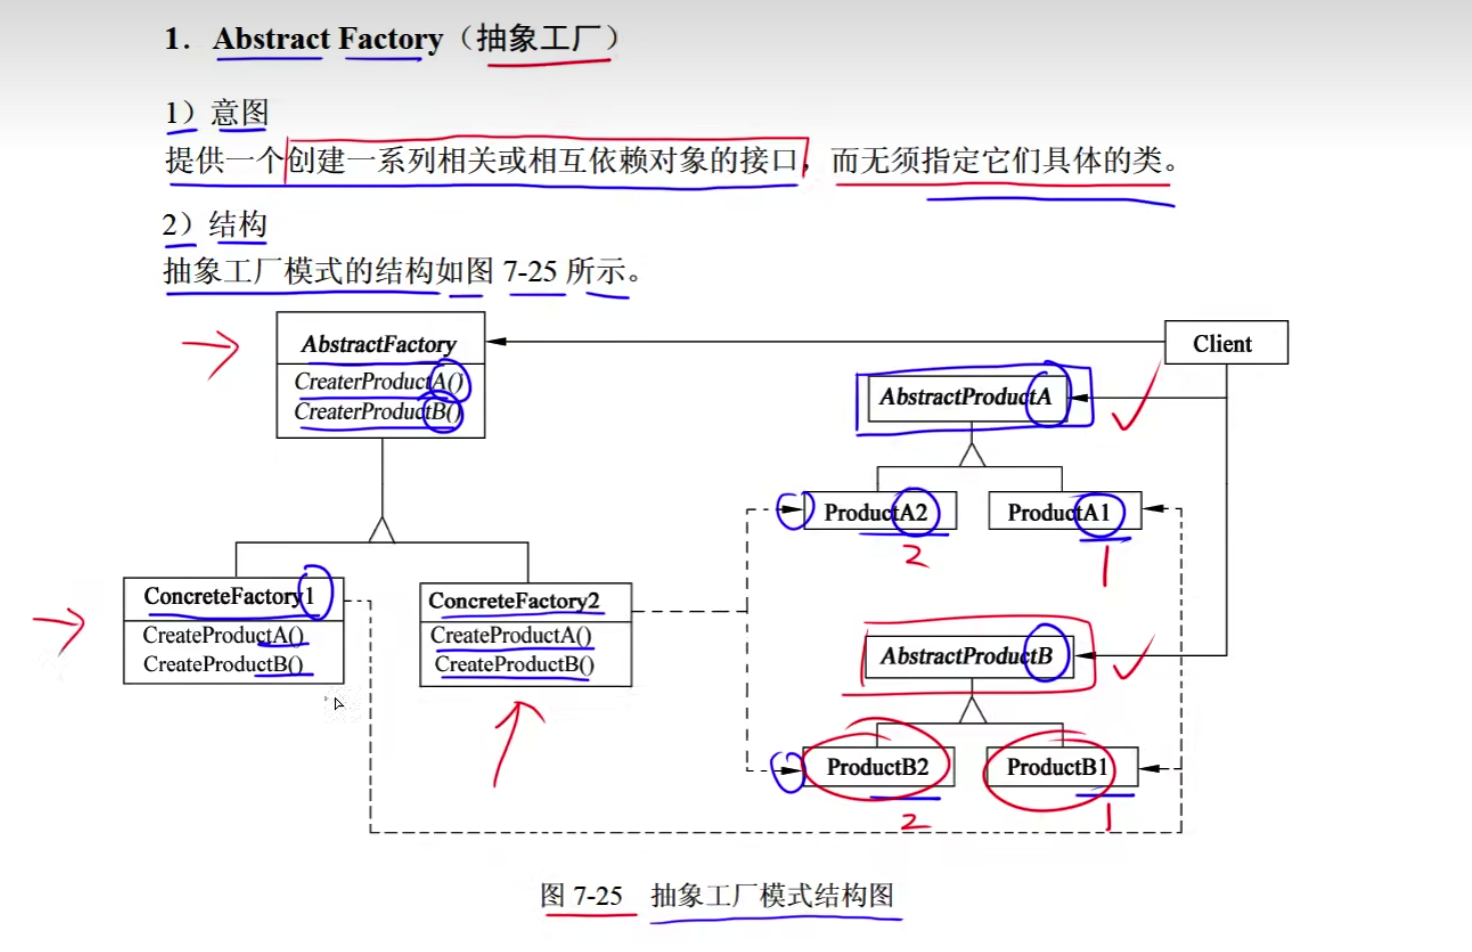 1. Abstract Factory（抽象工厂）
1）意图
提供一个创建一系列相关或相互依赖对象的接口，而无须指定它们具体的类。
2）结构
抽象工厂模式的结构如图 7-25 所示。
AbstractFactory
CreaterProductA()
CreaterProductB()
Client
AbstractProductA
ProductA2
ProductA1
2
1
ConcreteFactory1
CreateProductA()
CreateProductB()
ConcreteFactory2
CreateProductA()
CreateProductB()
AbstractProductB
ProductB2
ProductB1
2
1
图 7-25 抽象工厂模式结构图